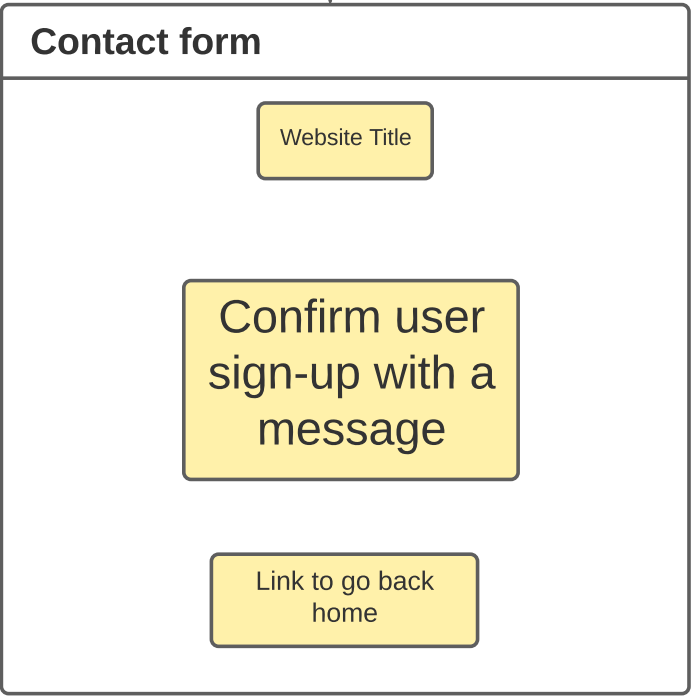 Contact form
Website Title
Confirm user
sign-up with a
message
Link to go back
home